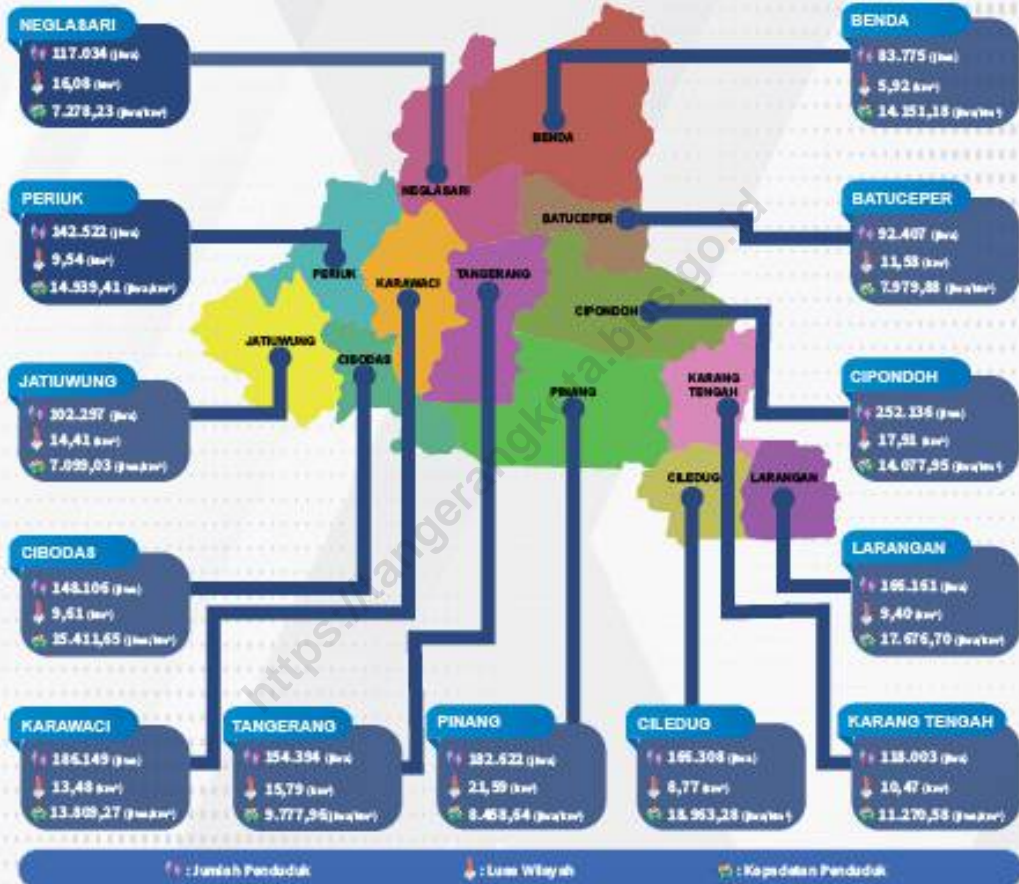 NEGLASARI
117.034 (jiwa)
16,08 (km²)
7.278,23 (jiwa/km²)
BENDA
83.775 (jiwa)
5,92 (km²)
14.151,18 (jiwa/km²)
PERIUK
142.522 (jiwa)
9,54 (km²)
14.939,41 (jiwa/km²)
BATUCEPER
92.407 (jiwa)
11,58 (km²)
7.979,88 (jiwa/km²)
JATIUWUNG
102.297 (jiwa)
14,41 (km²)
7.099,03 (jiwa/km²)
CIPONDOH
252.136 (jiwa)
17,91 (km²)
14.077,95 (jiwa/km²)
CIBODAS
148.106 (jiwa)
9,61 (km²)
15.411,65 (jiwa/km²)
LARANGAN
166.161 (jiwa)
9,40 (km²)
17.676,70 (jiwa/km²)
KARAWACI
186.149 (jiwa)
13,48 (km²)
13.809,27 (jiwa/km²)
TANGERANG
154.394 (jiwa)
15,79 (km²)
9.777,96 (jiwa/km²)
PINANG
182.622 (jiwa)
21,59 (km²)
8.458,64 (jiwa/km²)
CILEDUG
166.308 (jiwa)
8,77 (km²)
18.963,28 (jiwa/km²)
KARANG TENGAH
118.003 (jiwa)
10,47 (km²)
11.270,58 (jiwa/km²)
BENDA
NEGLASARI
BATUCEPER
PERIUK
KARAWACI
TANGERANG
CIPONDOH
JATIUWUNG
CIBODAS
PINANG
KARANG
TENGAH
CILEDUG
LARANGAN
https://tangerangkota.bps.go.id
: Jumlah Penduduk
: Luas Wilayah
: Kepadatan Penduduk